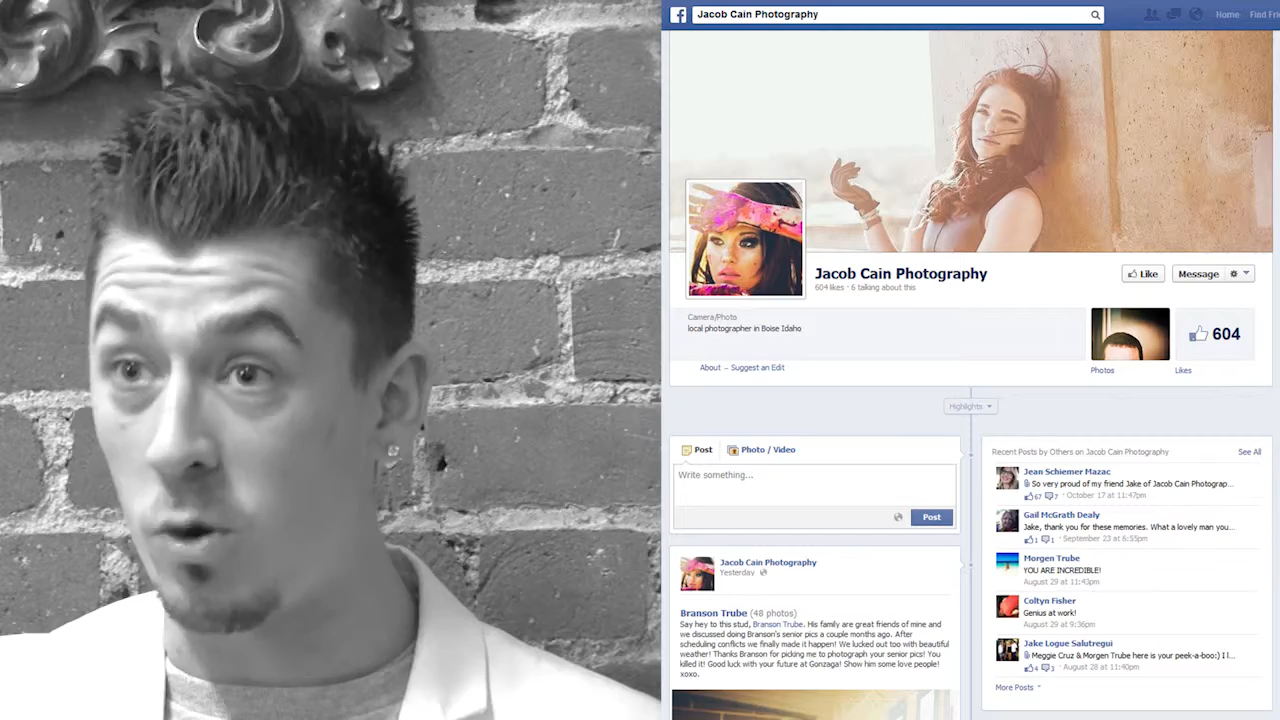 Jacob Cain Photography
Home
Find Fri
Jacob Cain Photography
604 likes · 6 talking about this
Like
Message
Camera/Photo
local photographer in Boise Idaho
About – Suggest an Edit
Photos
604
Likes
Highlights
Post
Photo / Video
Write something...
Post
Jacob Cain Photography
Yesterday
Branson Trube (48 photos)
Say hey to this stud, Branson Trube. His family are great friends of mine and
we discussed doing Branson's senior pics a couple months ago. After
scheduling conflicts we finally made it happen! We lucked out too with beautiful
weather! Thanks Branson for picking me to photograph your senior pics! You
killed it! Good luck with your future at Gonzaga! Show him some love people!
xoxo.
Recent Posts by Others on Jacob Cain Photography
See All
Jean Schiemer Mazac
So very proud of my friend Jake of Jacob Cain Photograp...
67 7 · October 17 at 11:47pm
Gail McGrath Dealy
Jake, thank you for these memories. What a lovely man you...
1 1 · September 23 at 6:55pm
Morgen Trube
YOU ARE INCREDIBLE!
August 29 at 11:43pm
Coltyn Fisher
Genius at work!
August 29 at 9:36pm
Jake Logue Salutregui
Meggie Cruz & Morgen Trube here is your peek-a-boo:) I l...
4 3 · August 28 at 11:40pm
More Posts